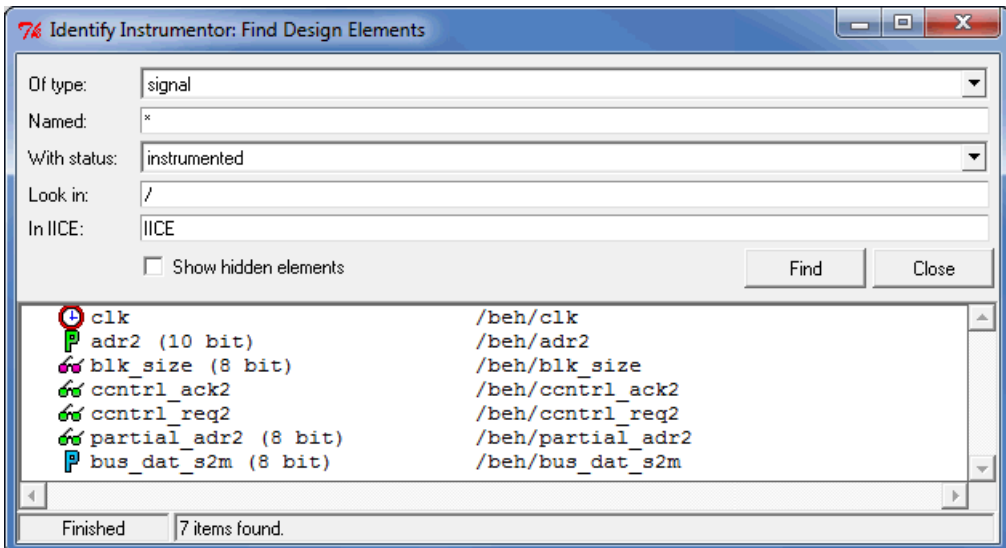 Identify Instrumentor: Find Design Elements
Of type: signal
Named: *
With status: instrumented
Look in: /
In IICE: IICE
Show hidden elements Find Close
clk /beh/clk
adr2 (10 bit) /beh/adr2
blk_size (8 bit) /beh/blk_size
ccntrl_ack2 /beh/ccntrl_ack2
ccntrl_req2 /beh/ccntrl_req2
partial_adr2 (8 bit) /beh/partial_adr2
bus_dat_s2m (8 bit) /beh/bus_dat_s2m
Finished 7 items found.